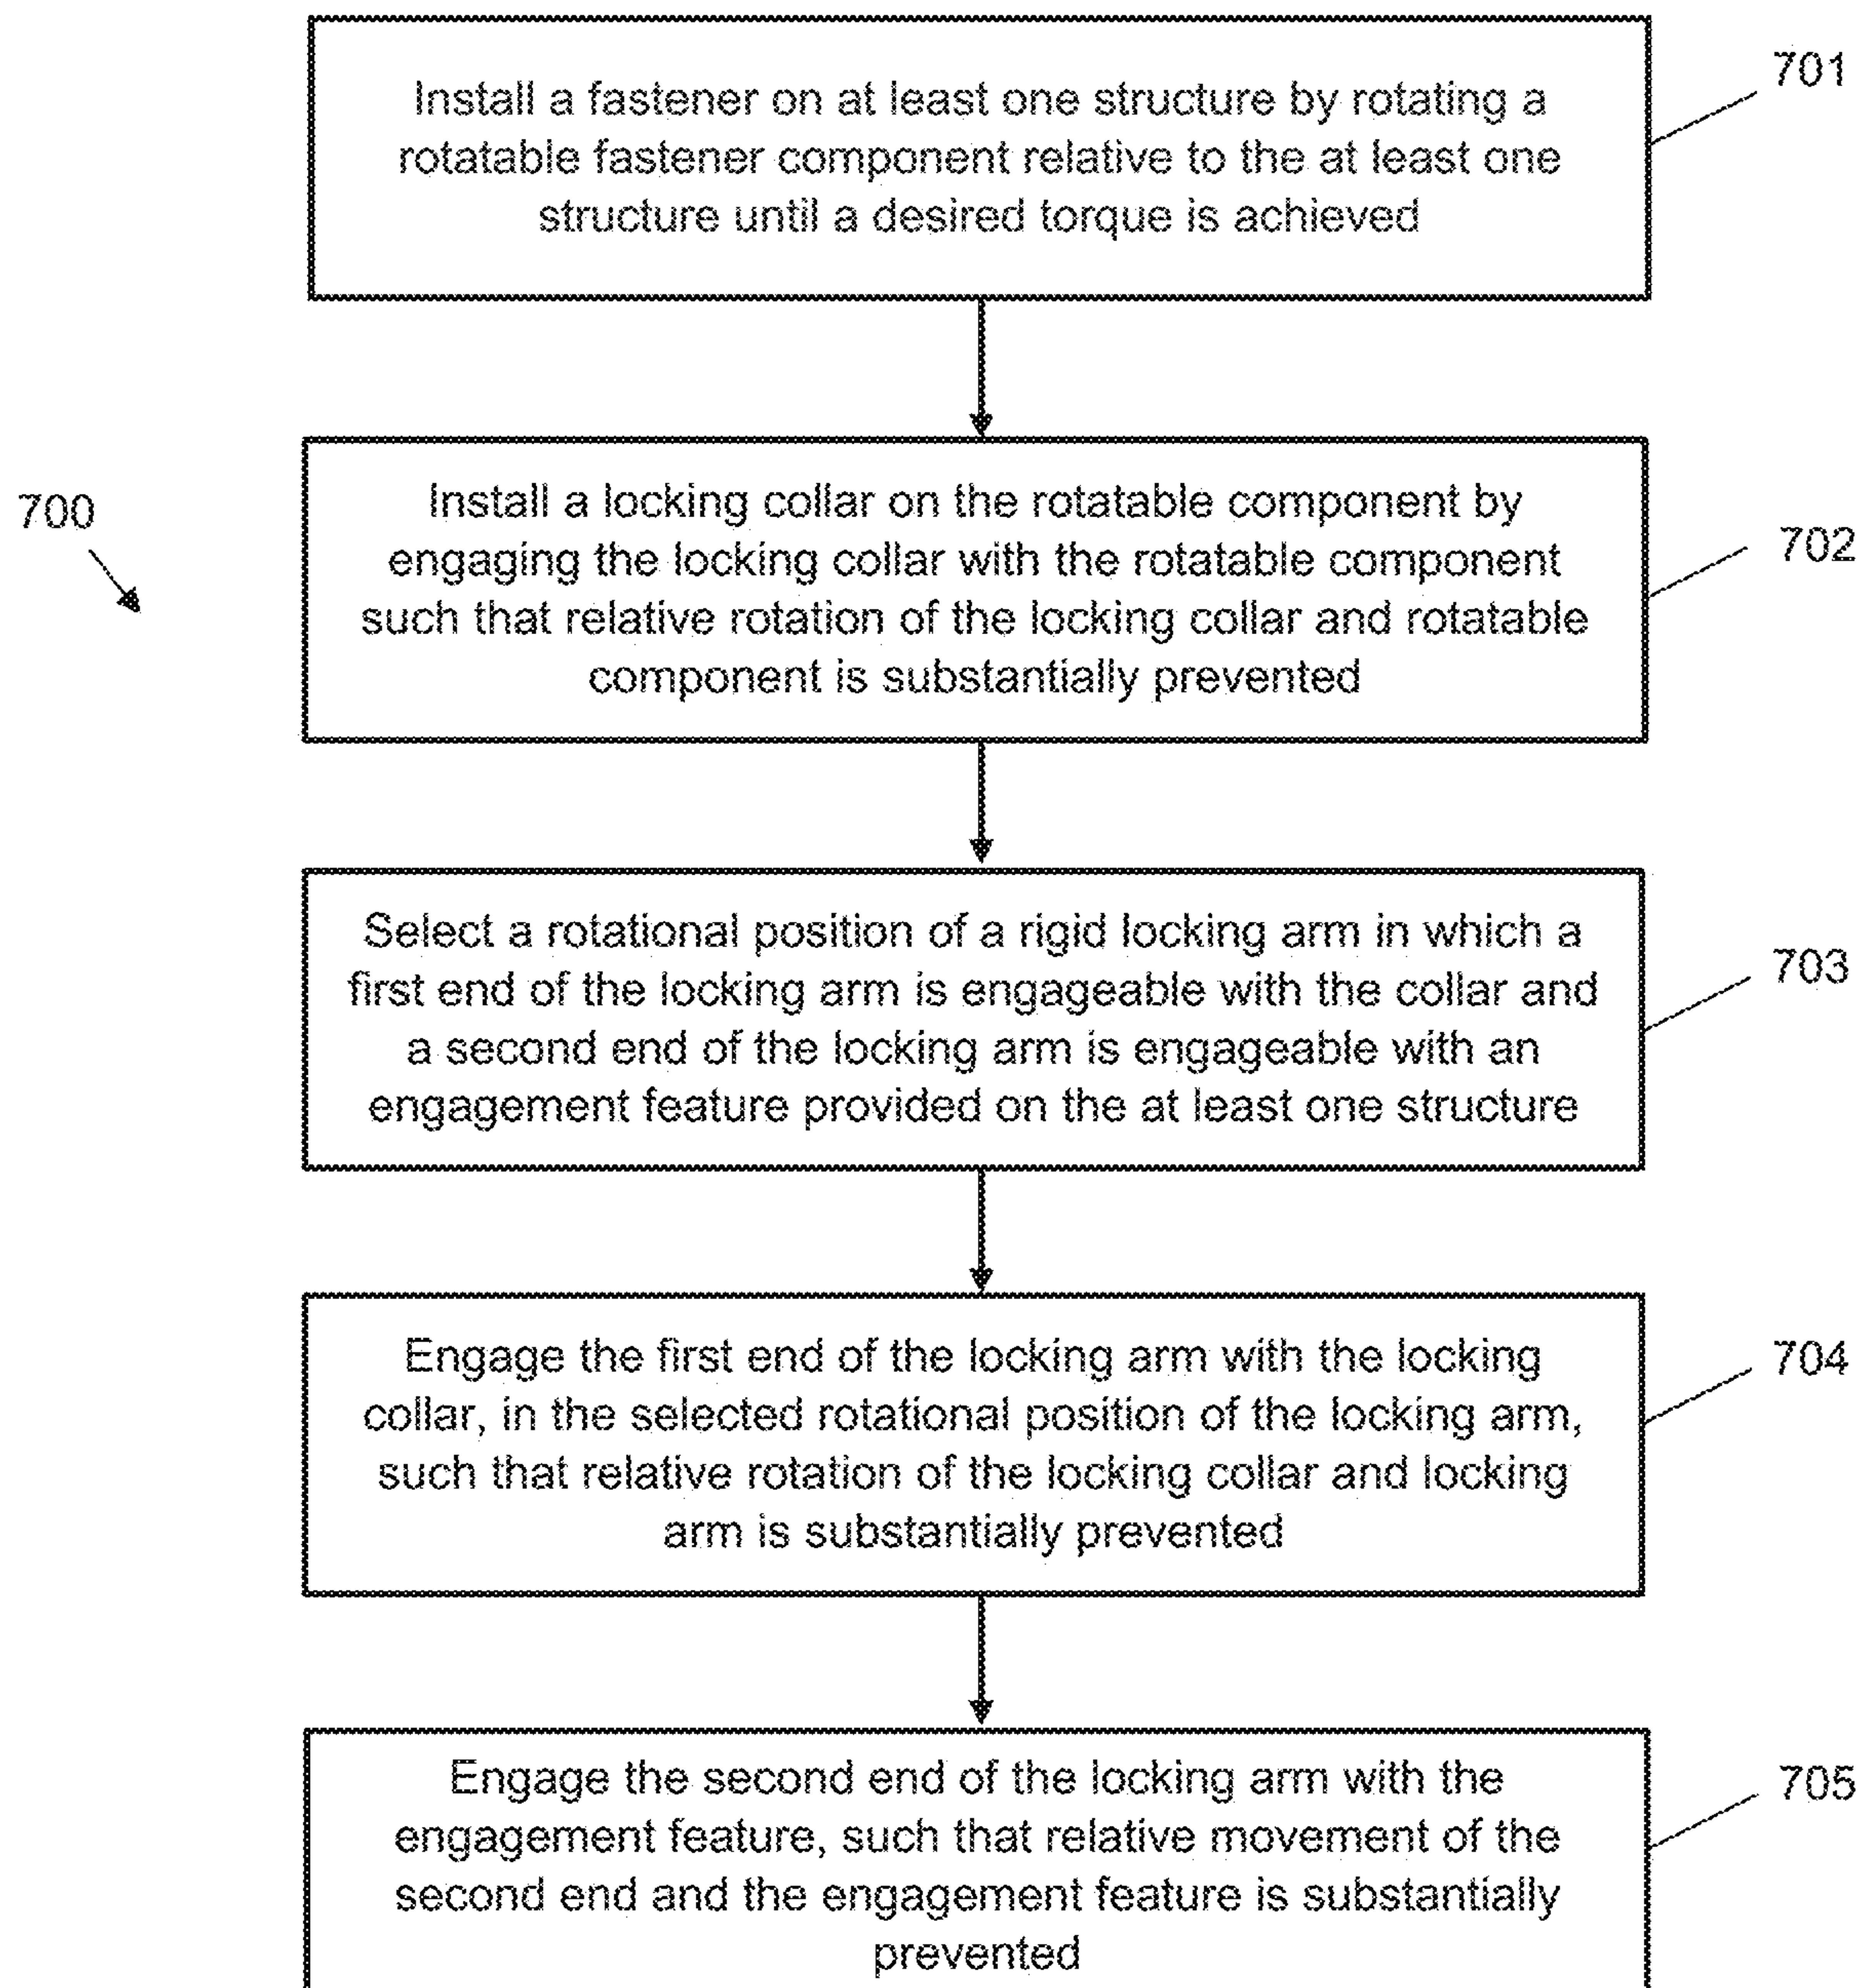 Install a fastener on at least one structure by rotating a
rotatable fastener component relative to the at least one
structure until a desired torque is achieved
701
700
Install a locking collar on the rotatable component by
engaging the locking collar with the rotatable component
such that relative rotation of the locking collar and rotatable
component is substantially prevented
702
Select a rotational position of a rigid locking arm in which a
first end of the locking arm is engageable with the collar and
a second end of the locking arm is engageable with an
engagement feature provided on the at least one structure
703
Engage the first end of the locking arm with the locking
collar, in the selected rotational position of the locking arm,
such that relative rotation of the locking collar and locking
arm is substantially prevented
704
Engage the second end of the locking arm with the
engagement feature, such that relative movement of the
second end and the engagement feature is substantially
prevented
705